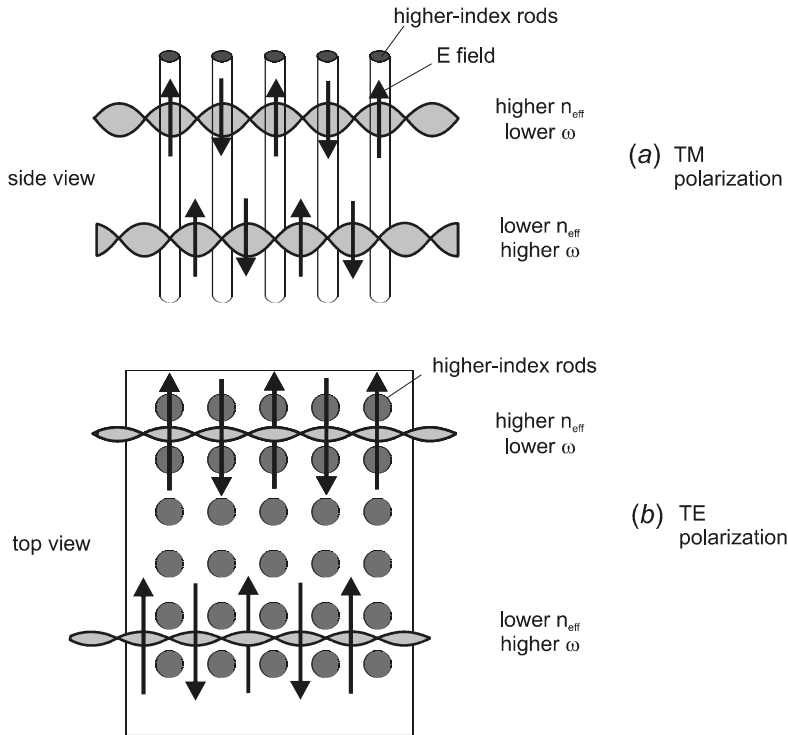 higher-index rods
E field
higher n_eff
lower ω
(a) TM
polarization
side view
lower n_eff
higher ω
higher-index rods
higher n_eff
lower ω
(b) TE
polarization
top view
lower n_eff
higher ω